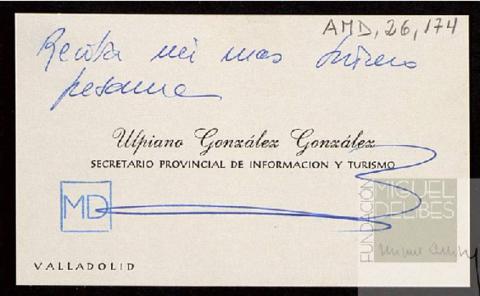 AMD, 26, 174
Reciba mi mas sincero
pesame
Ulpiano González González
SECRETARIO PROVINCIAL DE INFORMACION Y TURISMO
MD
VALLADOLID
FUNDACIÓN
MIGUEL
DELIBES